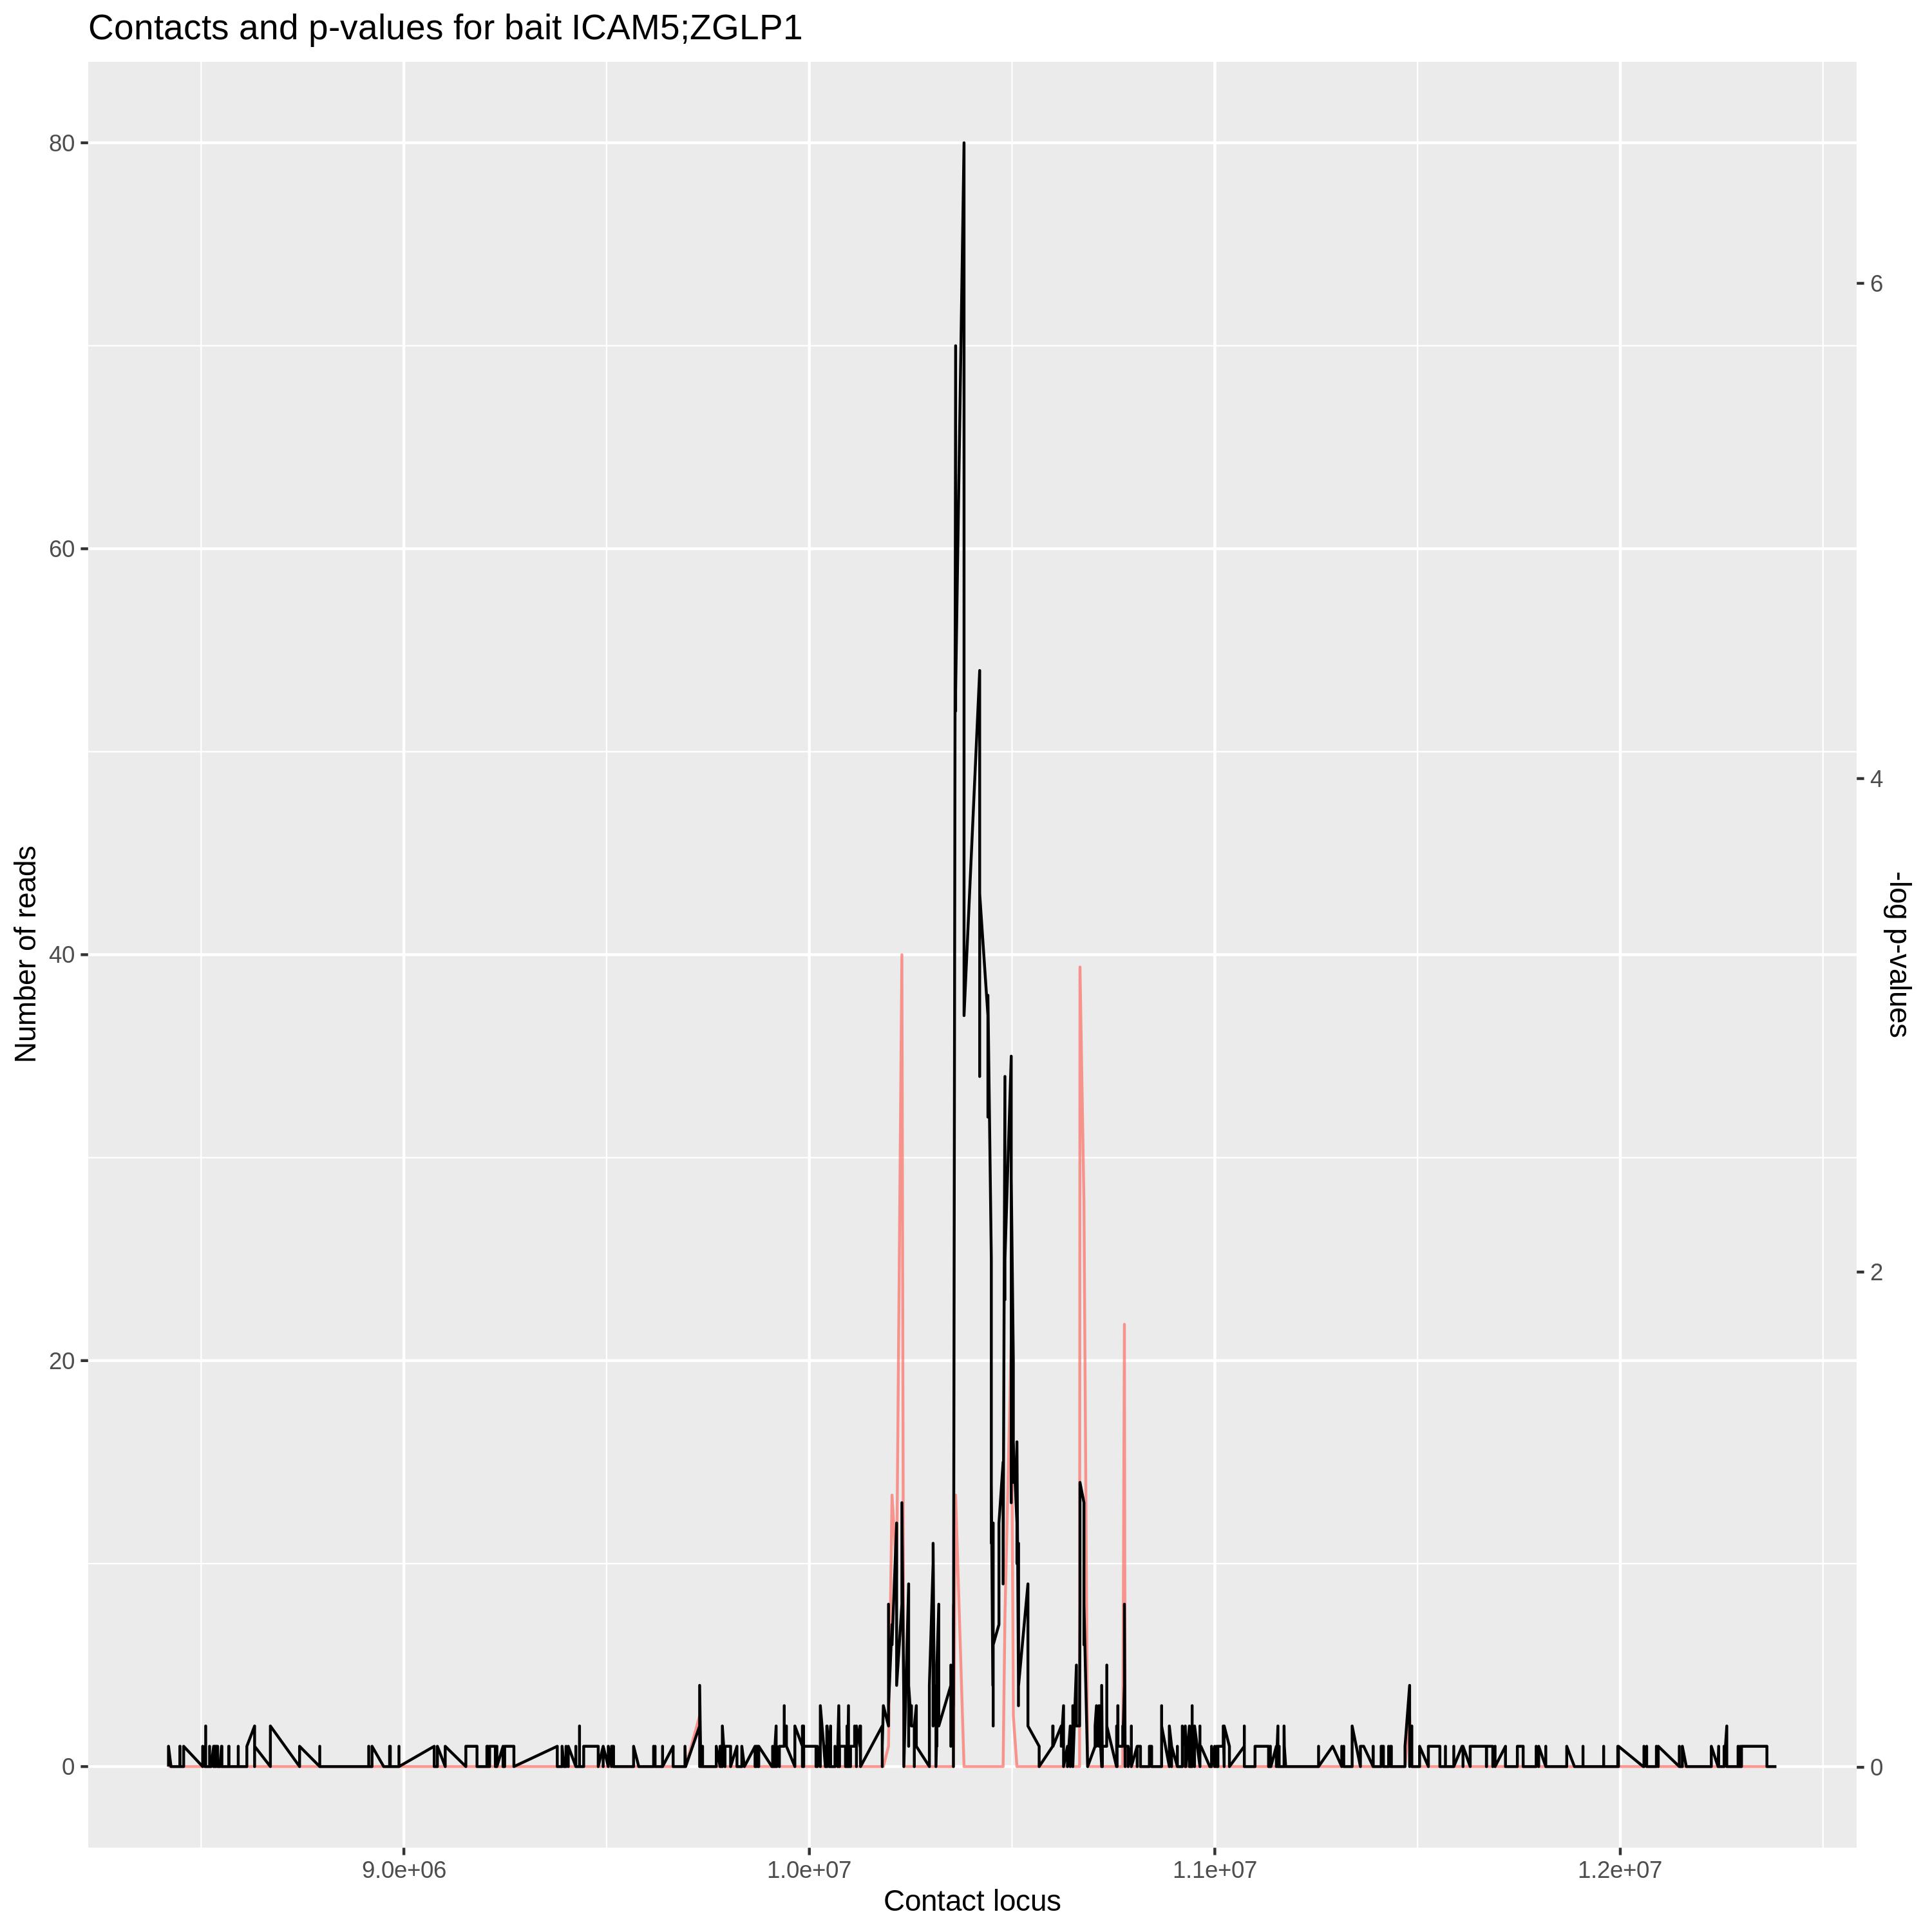 Contacts and p-values for bait ICAM5;ZGLP1
80
60
40
20
0
Number of reads
6
4
2
0
-log p-values
9.0e+06
1.0e+07
1.1e+07
1.2e+07
Contact locus